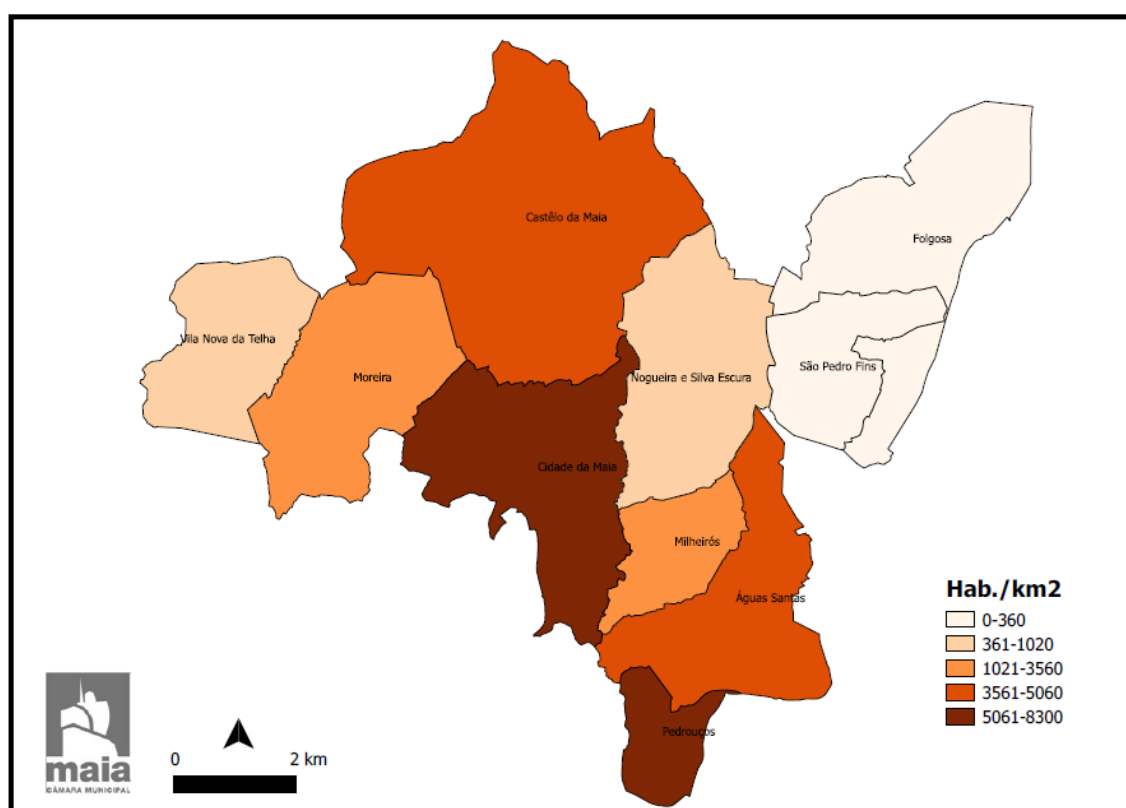 Castêlo da Maia
Folgosa
Vila Nova da Telha
Moreira
São Pedro Fins
Nogueira e Silva Escura
Cidade da Maia
Milheirós
Águas Santas
Pedrouços
Hab./km2
0-360
361-1020
1021-3560
3561-5060
5061-8300
0 2 km
maia
CÂMARA MUNICIPAL